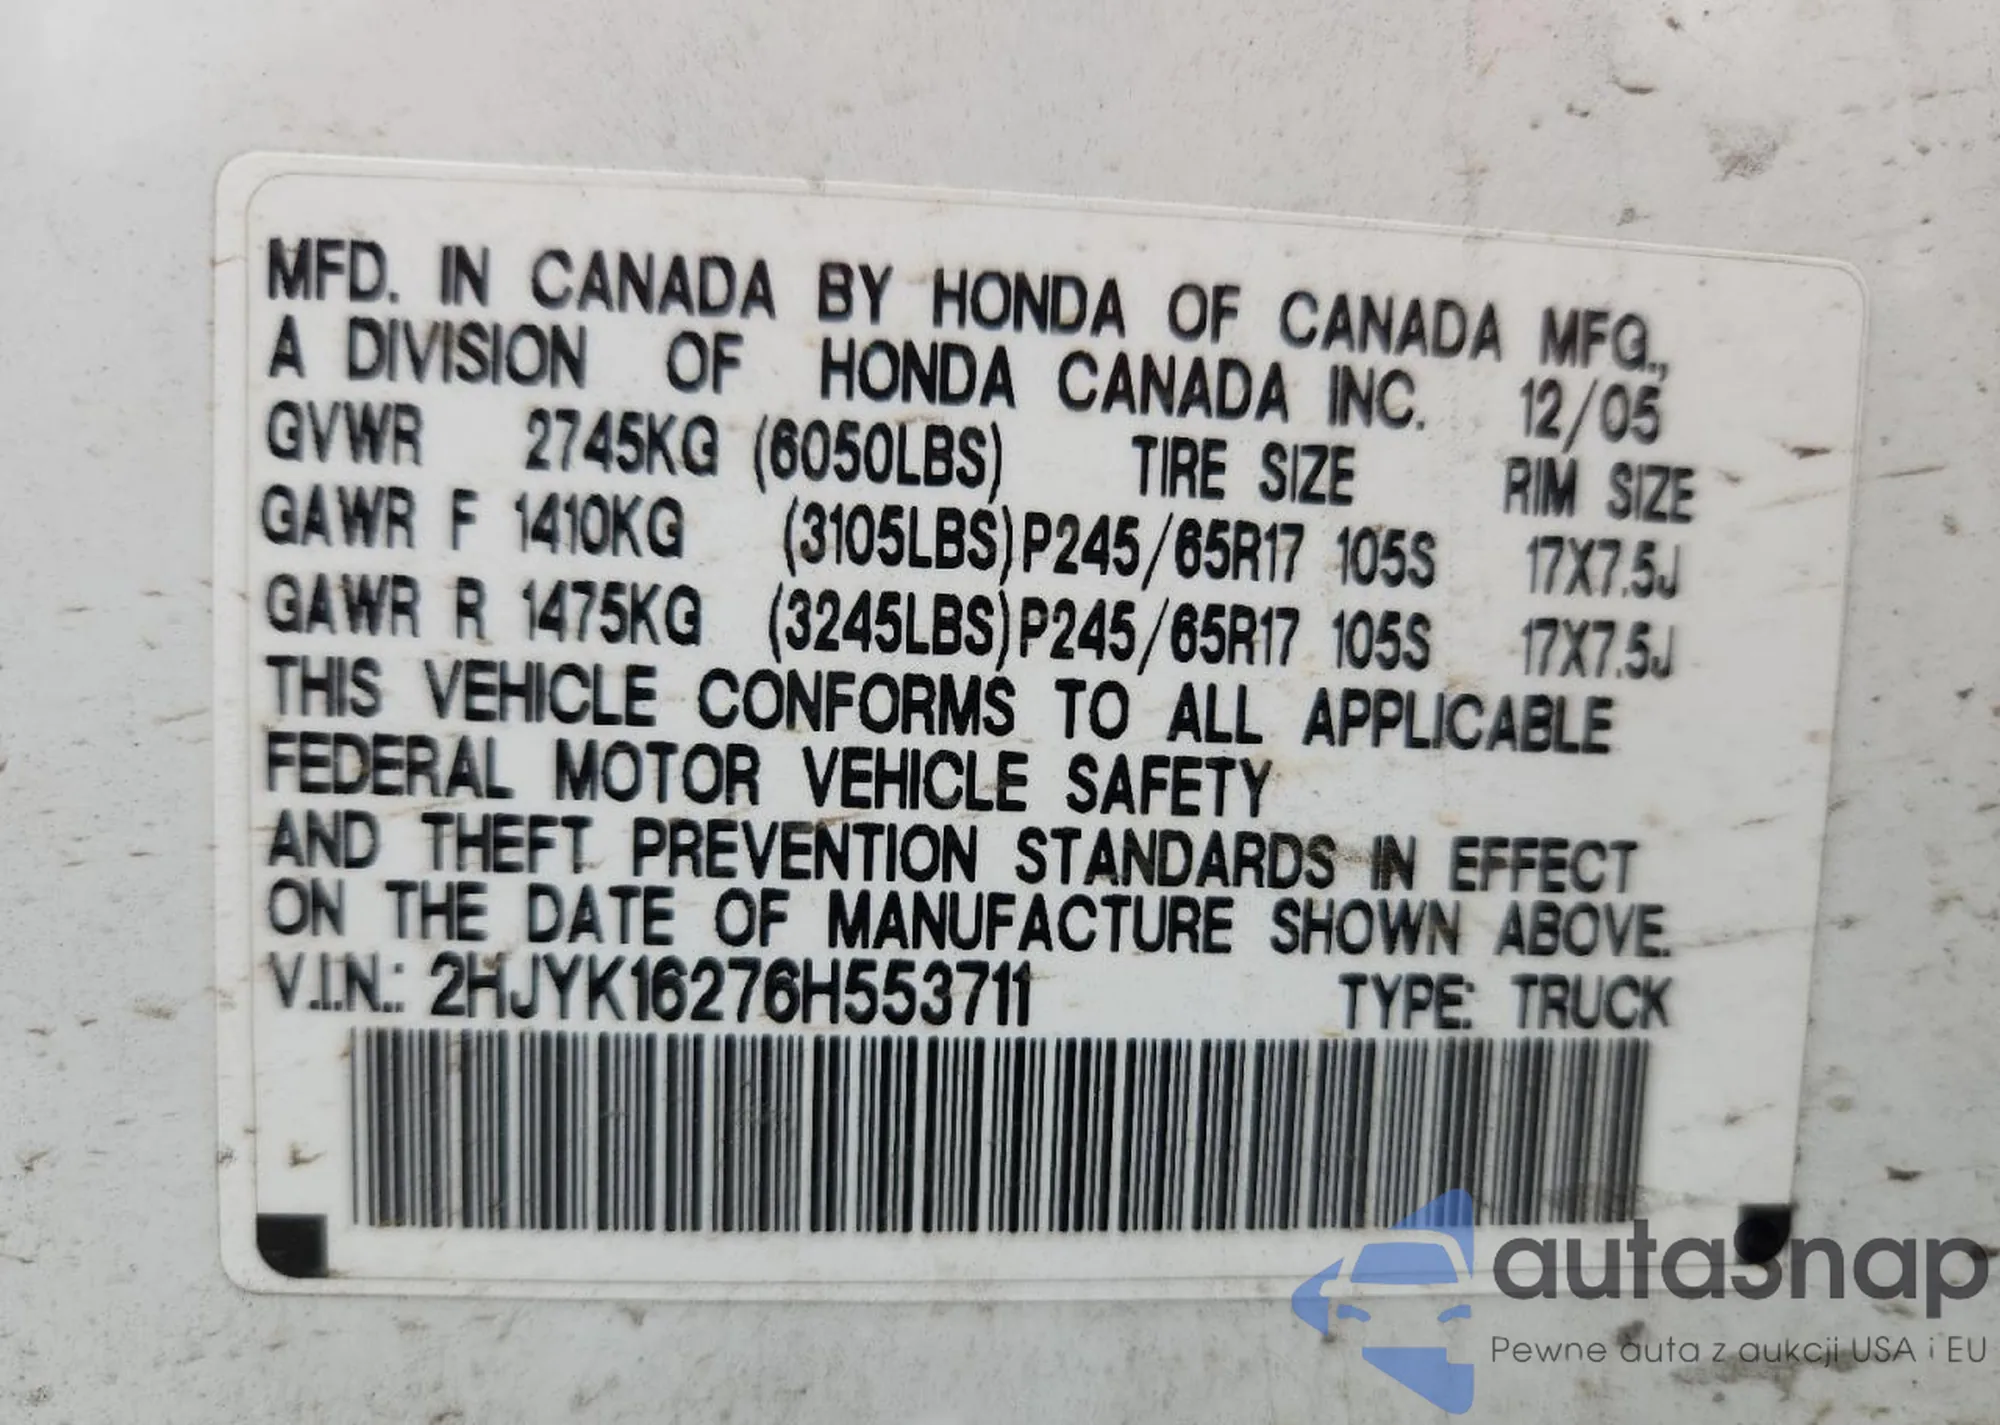 MFD. IN CANADA BY HONDA OF CANADA MFG.,
A DIVISION OF HONDA CANADA INC. 12/05
GVWR 2745KG (6050LBS) TIRE SIZE RIM SIZE
GAWR F 1410KG (3105LBS) P245/65R17 105S 17X7.5J
GAWR R 1475KG (3245LBS) P245/65R17 105S 17X7.5J
THIS VEHICLE CONFORMS TO ALL APPLICABLE
FEDERAL MOTOR VEHICLE SAFETY
AND THEFT PREVENTION STANDARDS IN EFFECT
ON THE DATE OF MANUFACTURE SHOWN ABOVE.
V.I.N.: 2HJYK16276H553711 TYPE: TRUCK
autasnap
Pewne auta z aukcji USA i EU